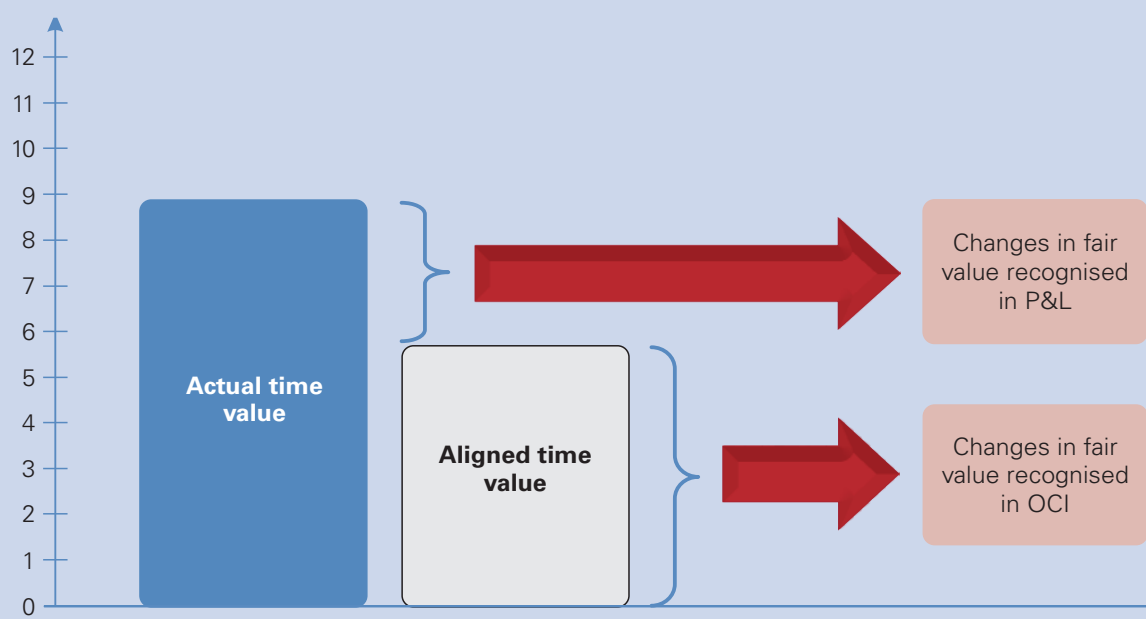 12
11
10
9
8
7
6
5
4
3
2
1
0
Actual time
value
Aligned time
value
Changes in fair
value recognised
in P&L
Changes in fair
value recognised
in OCI